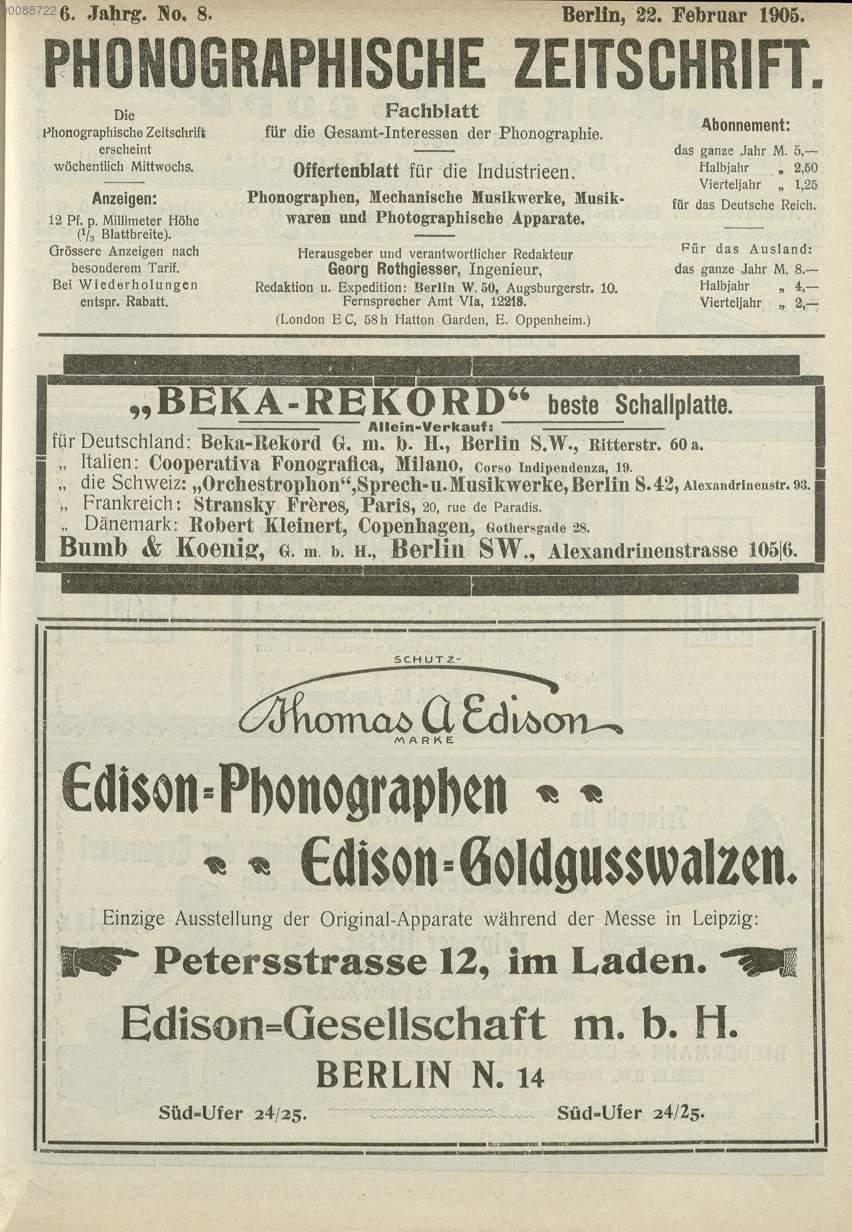 00088722
6. Jahrg. No. 8.
Berlin, 22. Februar 1905.
PHONOGRAPHISCHE ZEITSCHRIFT.
Die
Phonographische Zeitschrift
erscheint
wöchentlich Mittwochs.
Anzeigen:
12 Pf. p. Millimeter Höhe
(1/3 Blattbreite).
Grössere Anzeigen nach
besonderem Tarif.
Bei Wiederholungen
entspr. Rabatt.
Fachblatt
für die Gesamt-Interessen der Phonographie.
Offertenblatt für die Industrieen.
Phonographen, Mechanische Musikwerke, Musik-
waren und Photographische Apparate.
Herausgeber und verantwortlicher Redakteur
Georg Rothgiesser, Ingenieur,
Redaktion u. Expedition: Berlin W. 50, Augsburgerstr. 10.
Fernsprecher Amt VIa, 12218.
(London E C, 58 h Hatton Garden, E. Oppenheim.)
Abonnement:
das ganze Jahr M. 5,—
Halbjahr „ 2,50
Vierteljahr „ 1,25
für das Deutsche Reich.
Für das Ausland:
das ganze Jahr M. 8.—
Halbjahr „ 4,—
Vierteljahr „ 2,—
„BEKA-REKORD“ beste Schallplatte.
Allein-Verkauf:
für Deutschland: Beka-Rekord G. m. b. H., Berlin S.W., Ritterstr. 60 a.
„ Italien: Cooperativa Fonografica, Milano, Corso Indipendenza, 19.
„ die Schweiz: „Orchestrophon“, Sprech- u. Musikwerke, Berlin S. 42, Alexandrinenstr. 93.
„ Frankreich: Stransky Frères, Paris, 20, rue de Paradis.
„ Dänemark: Robert Kleinert, Copenhagen, Gothersgade 28.
Bumb & Koenig, G. m. b. H., Berlin SW., Alexandrinenstrasse 105|6.
SCHUTZ-
Thomas A Edison
MARKE
Edison=Phonographen
Edison=Goldgusswalzen.
Einzige Ausstellung der Original-Apparate während der Messe in Leipzig:
Petersstrasse 12, im Laden.
Edison=Gesellschaft m. b. H.
BERLIN N. 14
Süd=Ufer 24/25. Süd=Ufer 24/25.